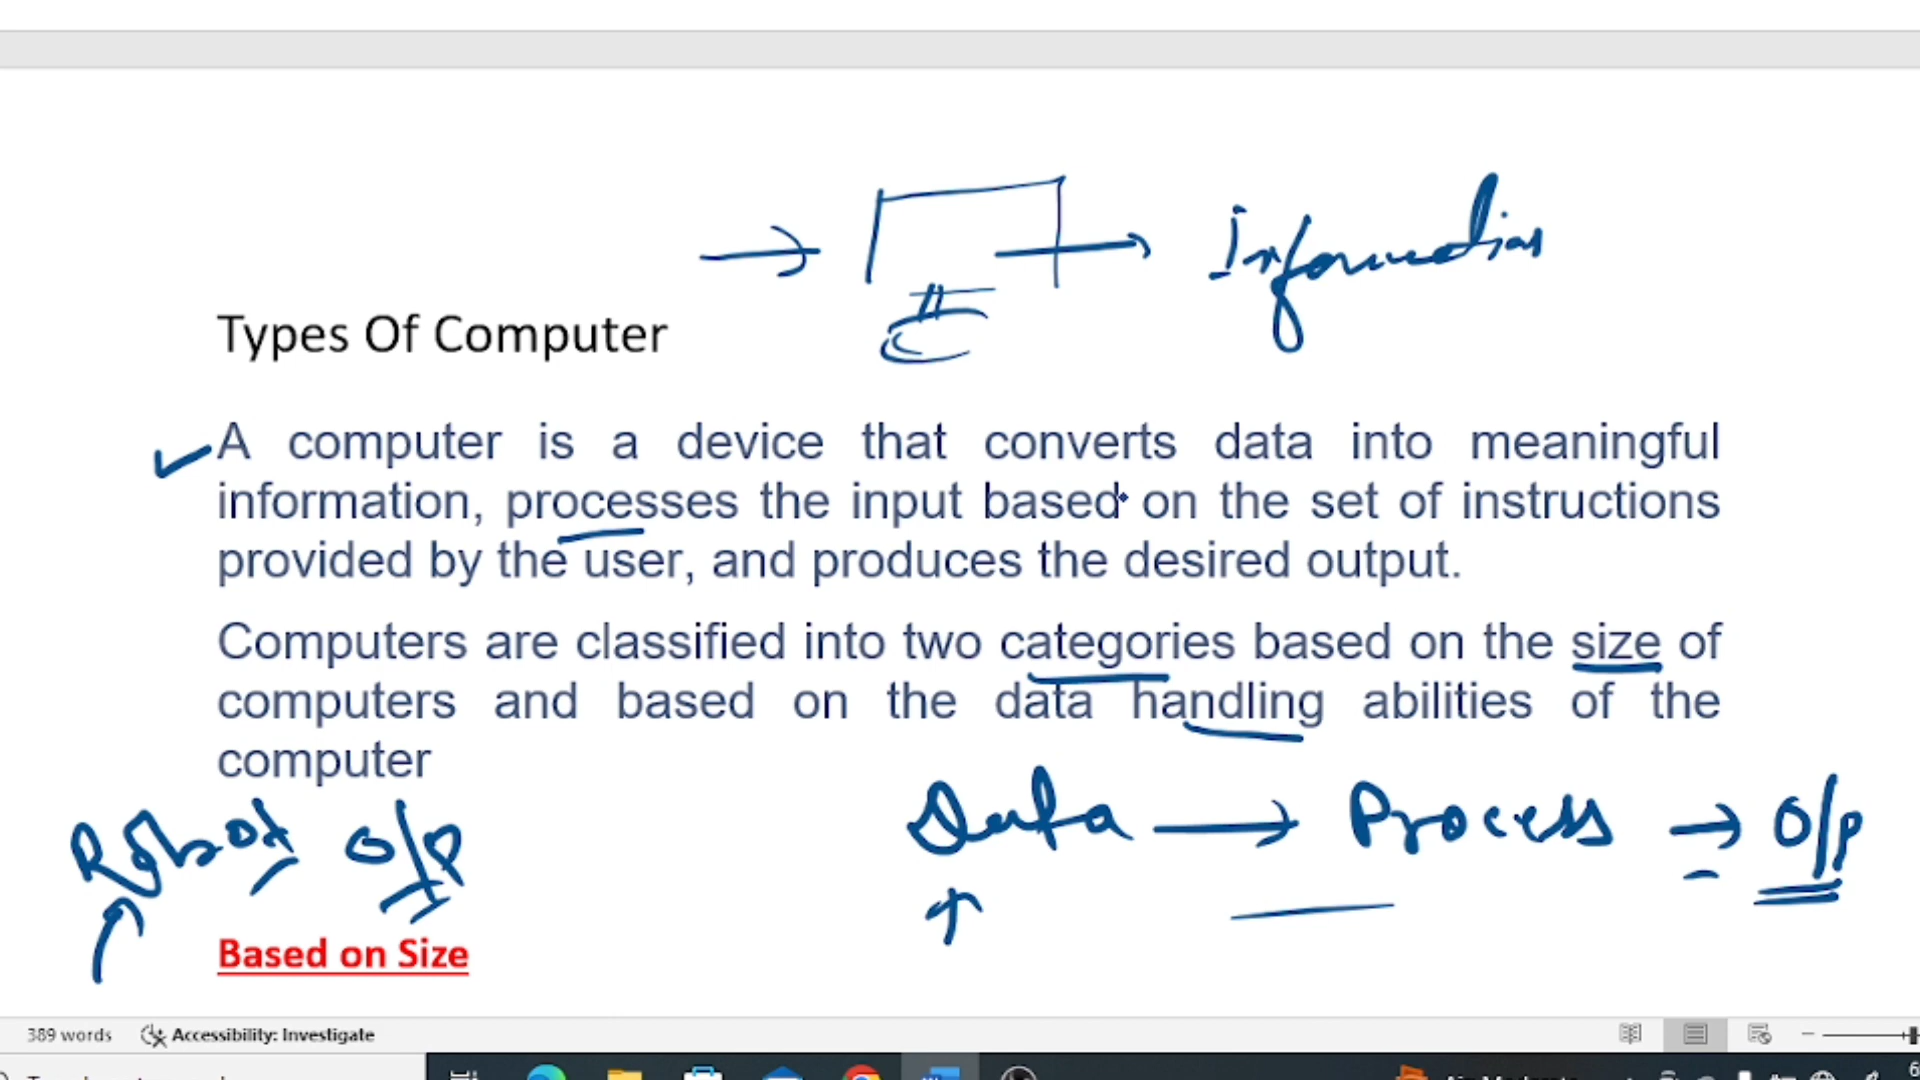 Information
Types Of Computer
A computer is a device that converts data into meaningful
information, processes the input based on the set of instructions
provided by the user, and produces the desired output.
Computers are classified into two categories based on the size of
computers and based on the data handling abilities of the
computer
Robot O/P
Data → Process → O/P
Based on Size
389 words Accessibility: Investigate